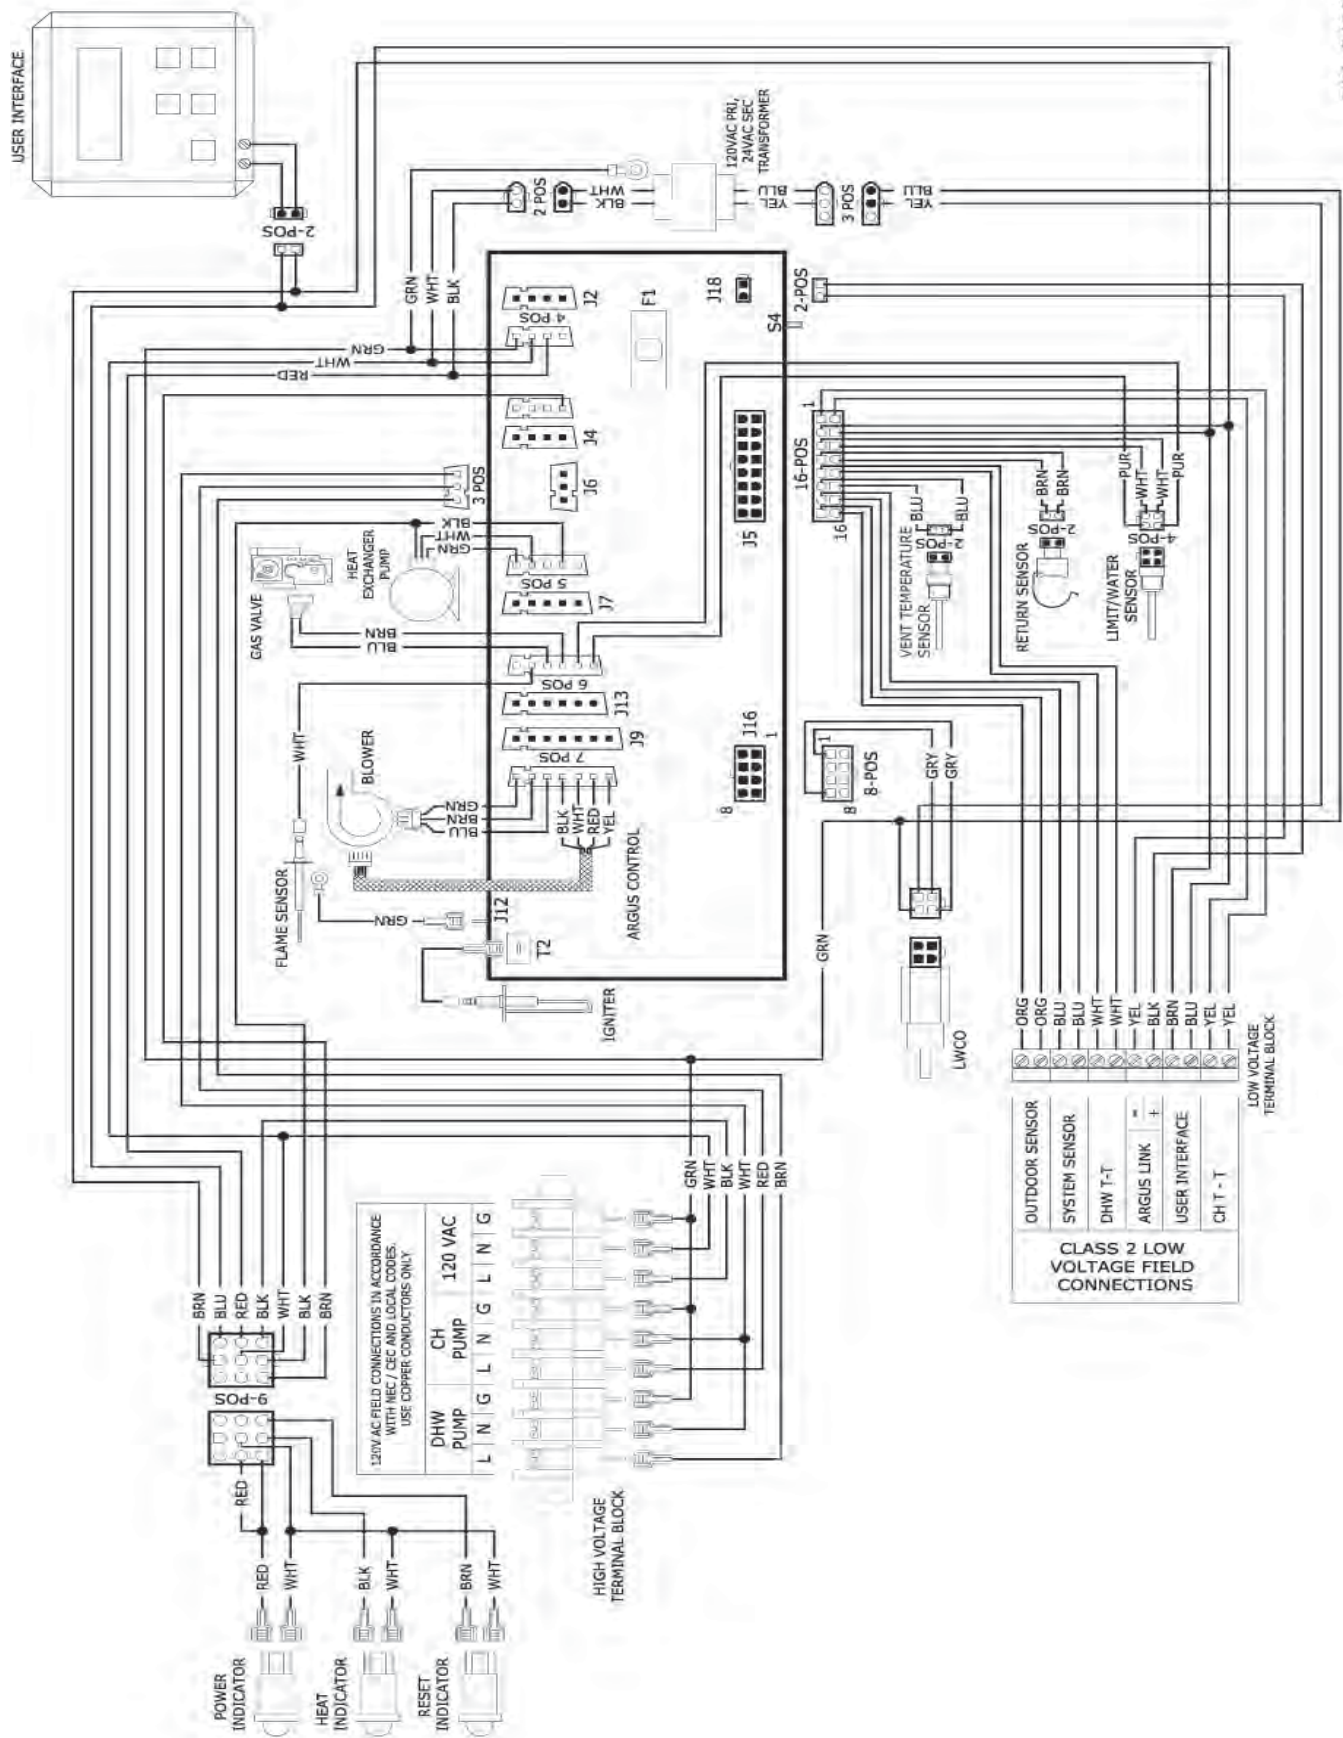 USER INTERFACE
2-POS
120VAC PRI,
24VAC SEC
TRANSFORMER
WHT
BLK
2 POS
BLU
YEL
3 POS
BLU
YEL
GRN
WHT
BLK
GRN
WHT
RED
J2
4 POS
F1
J18
S4
2-POS
J4
J6
3 POS
J5
16-POS
1
16
GAS VALVE
HEAT
EXCHANGER
PUMP
BLK
WHT
GRN
5 POS
J7
BRN
BLU
6 POS
J13
J9
7 POS
J16
1
8
FLAME SENSOR
WHT
BLOWER
GRN
BRN
BLU
BLK
WHT
RED
YEL
ARGUS CONTROL
GRN
J12
T2
IGNITER
VENT TEMPERATURE
SENSOR
BLU
BLU
2-POS
RETURN SENSOR
BRN
BRN
2-POS
LIMIT/WATER
SENSOR
PUR
WHT
WHT
PUR
4-POS
1
8
8-POS
GRY
GRY
GRN
LWCO
ORG
ORG
BLU
BLU
WHT
WHT
YEL
BLK
BRN
BLU
YEL
YEL
LOW VOLTAGE
TERMINAL BLOCK
OUTDOOR SENSOR
SYSTEM SENSOR
DHW T-T
ARGUS LINK
-
+
USER INTERFACE
CH T - T
CLASS 2 LOW
VOLTAGE FIELD
CONNECTIONS
BRN
BLU
RED
BLK
WHT
BLK
BRN
9-POS
RED
120V AC FIELD CONNECTIONS IN ACCORDANCE
WITH NEC / CEC AND LOCAL CODES.
USE COPPER CONDUCTORS ONLY
DHW
PUMP
CH
PUMP
120 VAC
L N G L N G L N G
GRN
WHT
BLK
WHT
RED
BRN
HIGH VOLTAGE
TERMINAL BLOCK
RED
WHT
BLK
WHT
BRN
WHT
POWER
INDICATOR
HEAT
INDICATOR
RESET
INDICATOR